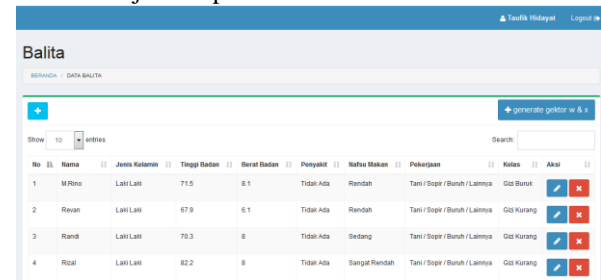 Taufik Hidayat Logout
Balita
BERANDA / DATA BALITA
+ generate gektor w & x
Show 10 entries Search:
No Nama Jenis Kelamin Tinggi Badan Berat Badan Penyakit Nafsu Makan Pekerjaan Kelas Aksi
1 M.Rino Laki Laki 71.5 8.1 Tidak Ada Rendah Tani / Sopir / Buruh / Lainnya Gizi Buruk
2 Revan Laki Laki 67.9 6.1 Tidak Ada Rendah Tani / Sopir / Buruh / Lainnya Gizi Kurang
3 Randi Laki Laki 70.3 8 Tidak Ada Sedang Tani / Sopir / Buruh / Lainnya Gizi Kurang
4 Rizal Laki Laki 82.2 8 Tidak Ada Sangat Rendah Tani / Sopir / Buruh / Lainnya Gizi Kurang